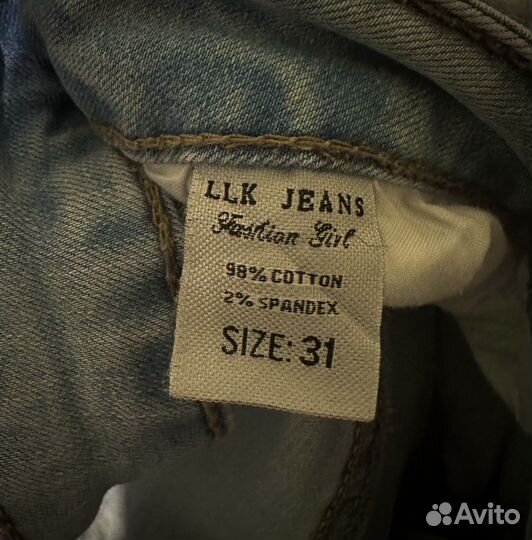 LLK JEANS
Fashion Girl
98% COTTON
2% SPANDEX
SIZE: 31
Avito